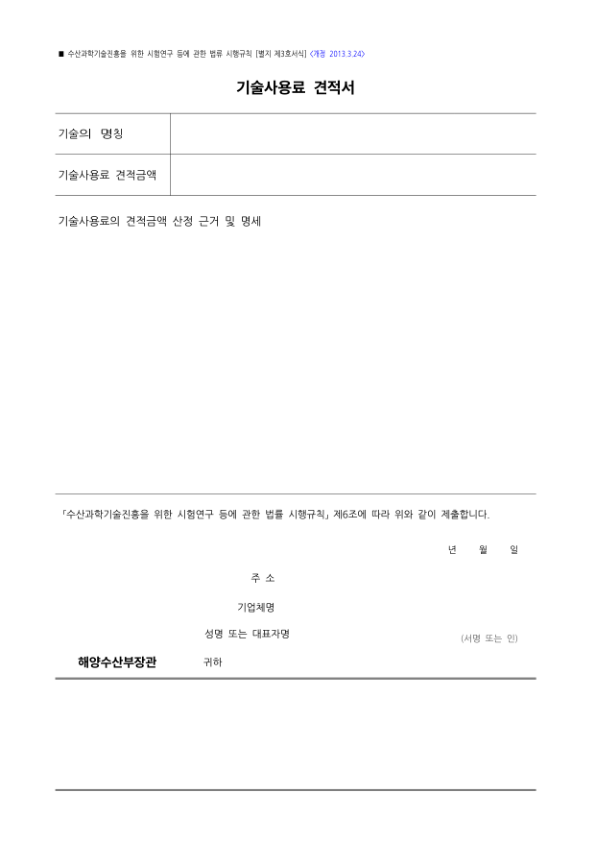 ■ 수산과학기술진흥을 위한 시험연구 등에 관한 법류 시행규칙 [별지 제3호서식] <개정 2013.3.24>
기술사용료 견적서
기술의 명칭
기술사용료 견적금액
기술사용료의 견적금액 산정 근거 및 명세
「수산과학기술진흥을 위한 시험연구 등에 관한 법률 시행규칙」 제6조에 따라 위와 같이 제출합니다.
년 월 일
주 소
기업체명
성명 또는 대표자명 (서명 또는 인)
해양수산부장관 귀하